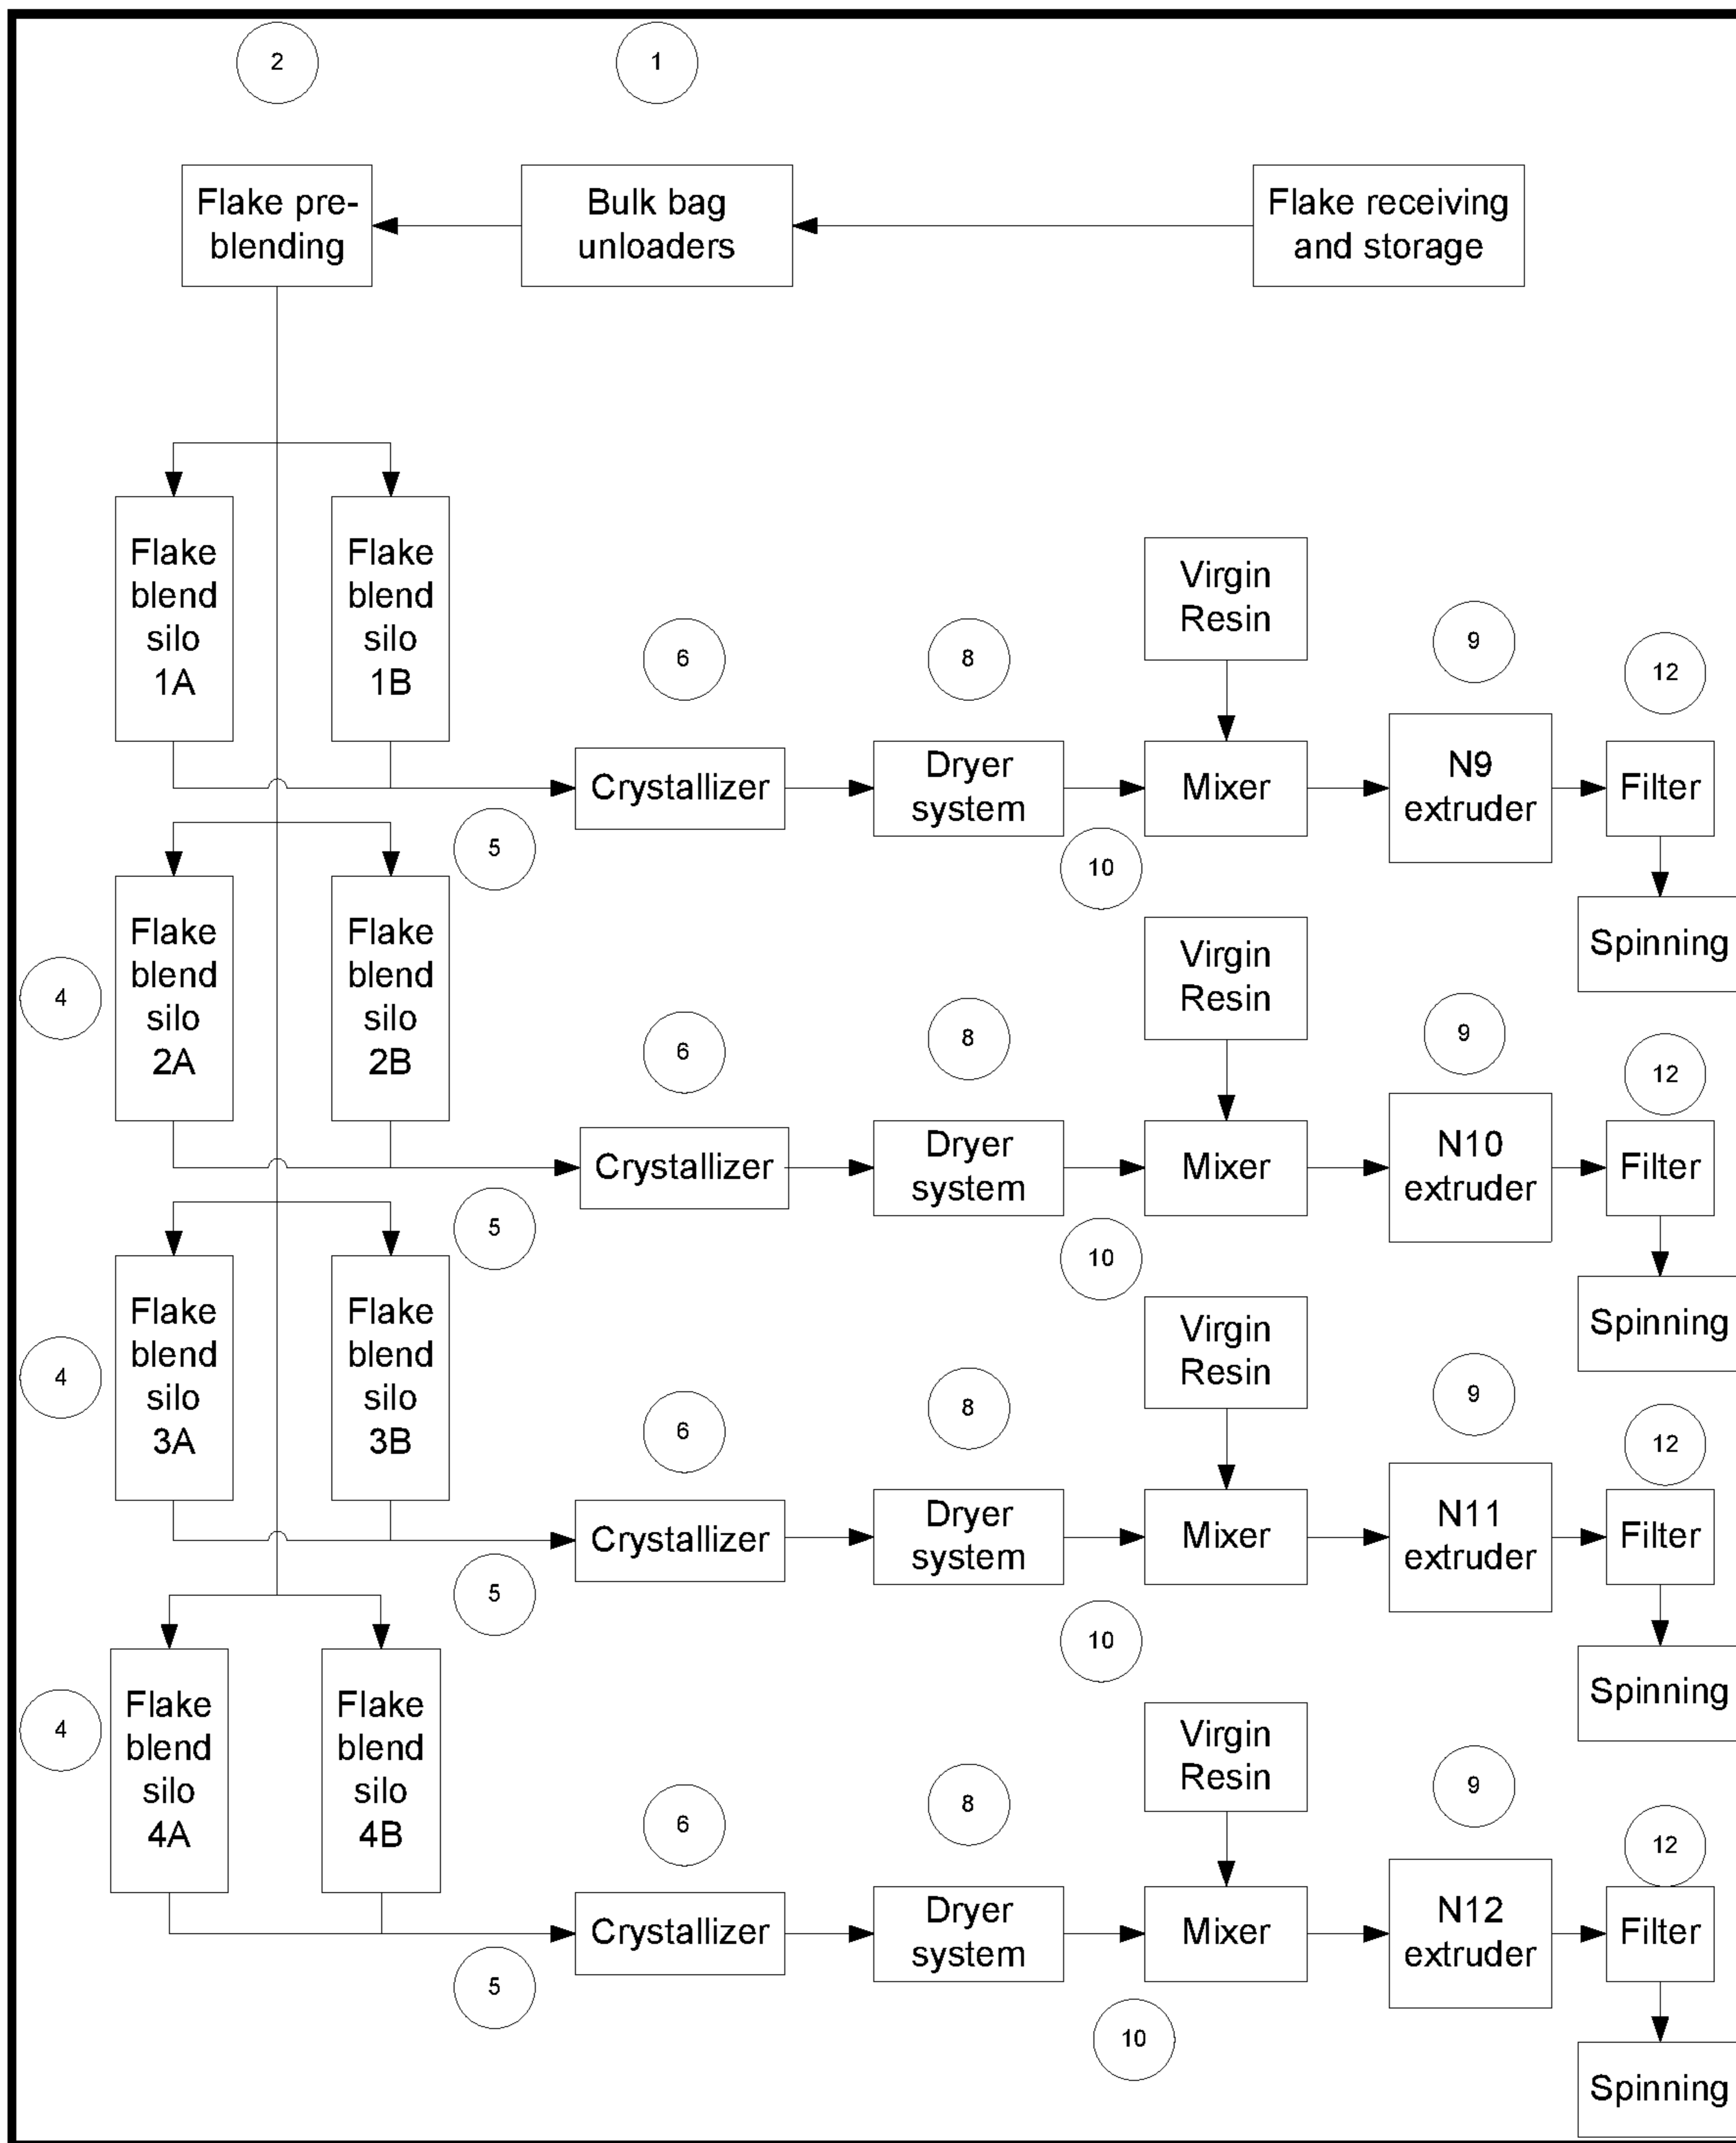 2
1
Flake pre-
blending
Bulk bag
unloaders
Flake receiving
and storage
Flake
blend
silo
1A
Flake
blend
silo
1B
6
Crystallizer
8
Dryer
system
Virgin
Resin
Mixer
9
N9
extruder
12
Filter
Spinning
5
10
4
Flake
blend
silo
2A
Flake
blend
silo
2B
6
Crystallizer
8
Dryer
system
Virgin
Resin
Mixer
9
N10
extruder
12
Filter
Spinning
5
10
4
Flake
blend
silo
3A
Flake
blend
silo
3B
6
Crystallizer
8
Dryer
system
Virgin
Resin
Mixer
9
N11
extruder
12
Filter
Spinning
5
10
4
Flake
blend
silo
4A
Flake
blend
silo
4B
6
Crystallizer
8
Dryer
system
Virgin
Resin
Mixer
9
N12
extruder
12
Filter
Spinning
5
10